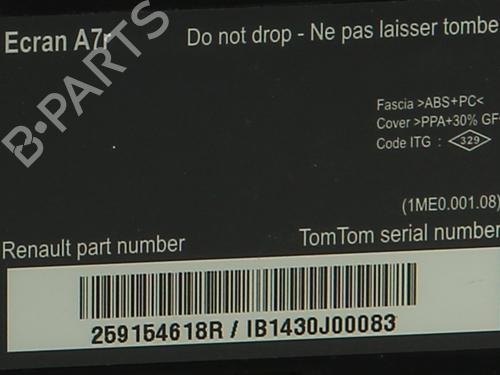 Ecran A7r
Do not drop - Ne pas laisser tombe
B-PARTS
Fascia >ABS+PC<
Cover >PPA+30% GF
Code ITG : 329
(1ME0.001.08)
Renault part number
TomTom serial number
259154618R / IB1430J00083